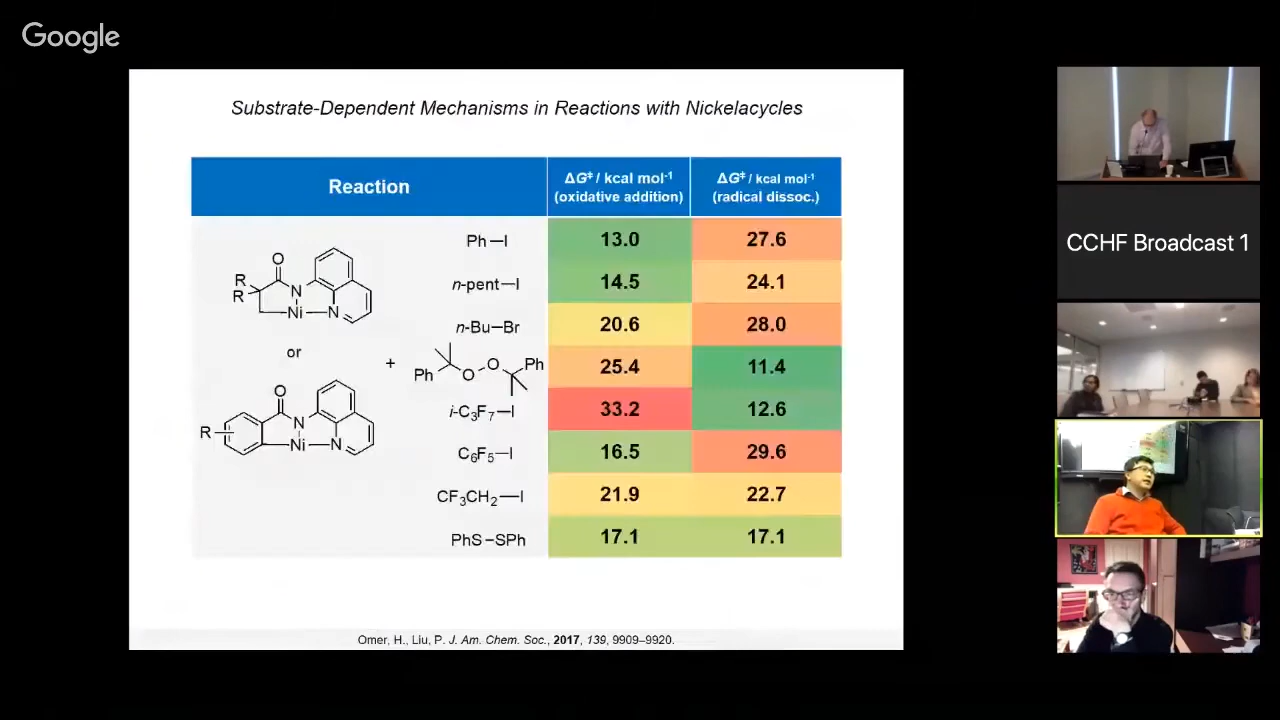 Google
Substrate-Dependent Mechanisms in Reactions with Nickelacycles
Reaction
ΔG‡ / kcal mol-1
(oxidative addition)
ΔG‡ / kcal mol-1
(radical dissoc.)
Ph—I 13.0 27.6
n-pent—I 14.5 24.1
n-Bu—Br 20.6 28.0
Ph O O Ph 25.4 11.4
i-C3F7—I 33.2 12.6
C6F5—I 16.5 29.6
CF3CH2—I 21.9 22.7
PhS–SPh 17.1 17.1
O
R
R
N
Ni
N
or
+
O
R
N
Ni
N
Omer, H., Liu, P. J. Am. Chem. Soc., 2017, 139, 9909–9920.
CCHF Broadcast 1